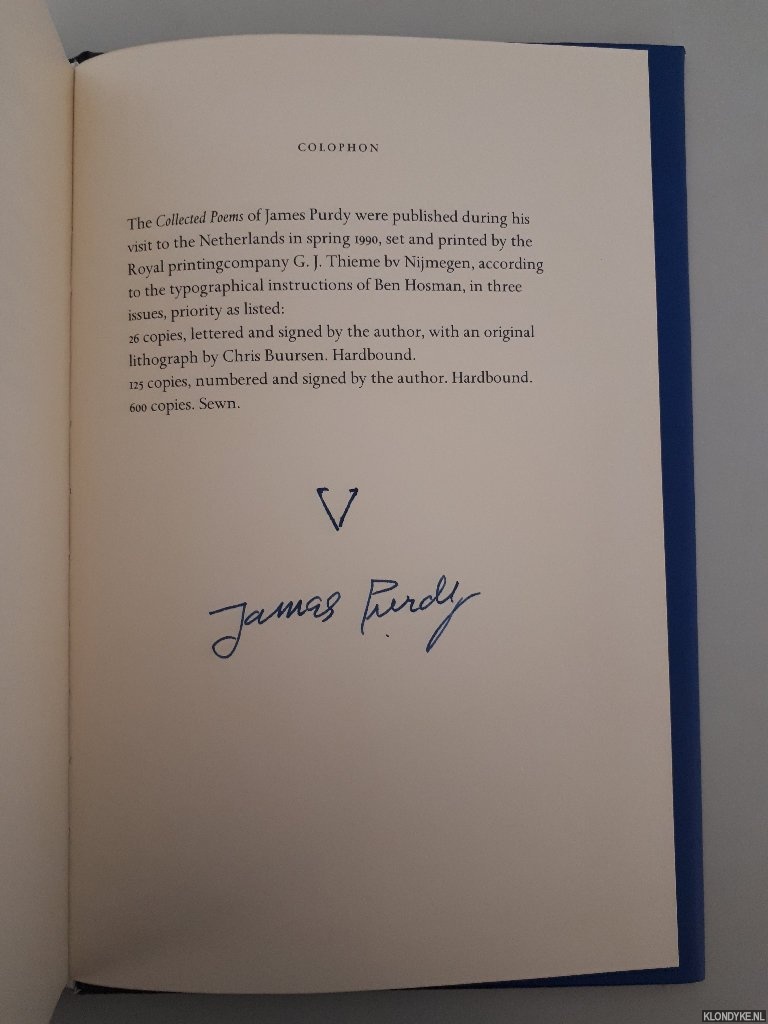 COLOPHON
The Collected Poems of James Purdy were published during his
visit to the Netherlands in spring 1990, set and printed by the
Royal printingcompany G. J. Thieme bv Nijmegen, according
to the typographical instructions of Ben Hosman, in three
issues, priority as listed:
26 copies, lettered and signed by the author, with an original
lithograph by Chris Buursen. Hardbound.
125 copies, numbered and signed by the author. Hardbound.
600 copies. Sewn.
V
James Purdy
KLONDYKE.NL